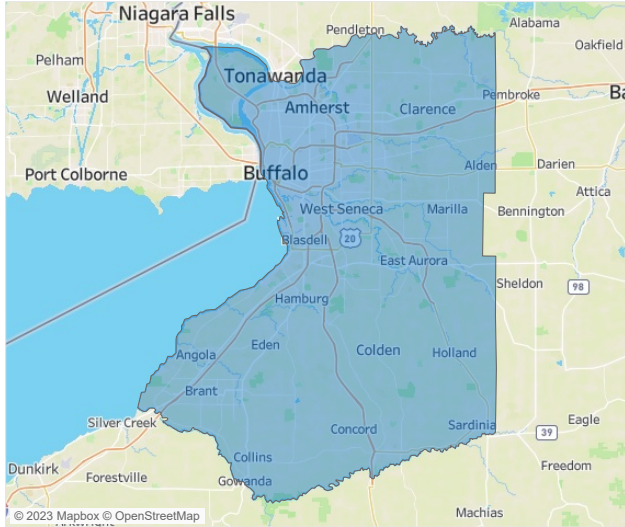 Niagara Falls
Pendleton
Alabama
Oakfield
Pelham
Tonawanda
Welland
Amherst
Clarence
Pembroke
Ba
Port Colborne
Buffalo
Alden
Darien
Attica
West Seneca
Marilla
Bennington
Blasdell
20
East Aurora
Sheldon
98
Hamburg
Angola
Eden
Colden
Holland
Brant
Silver Creek
Concord
Sardinia
39
Eagle
Collins
Dunkirk
Forestville
Gowanda
Freedom
Machias
© 2023 Mapbox © OpenStreetMap